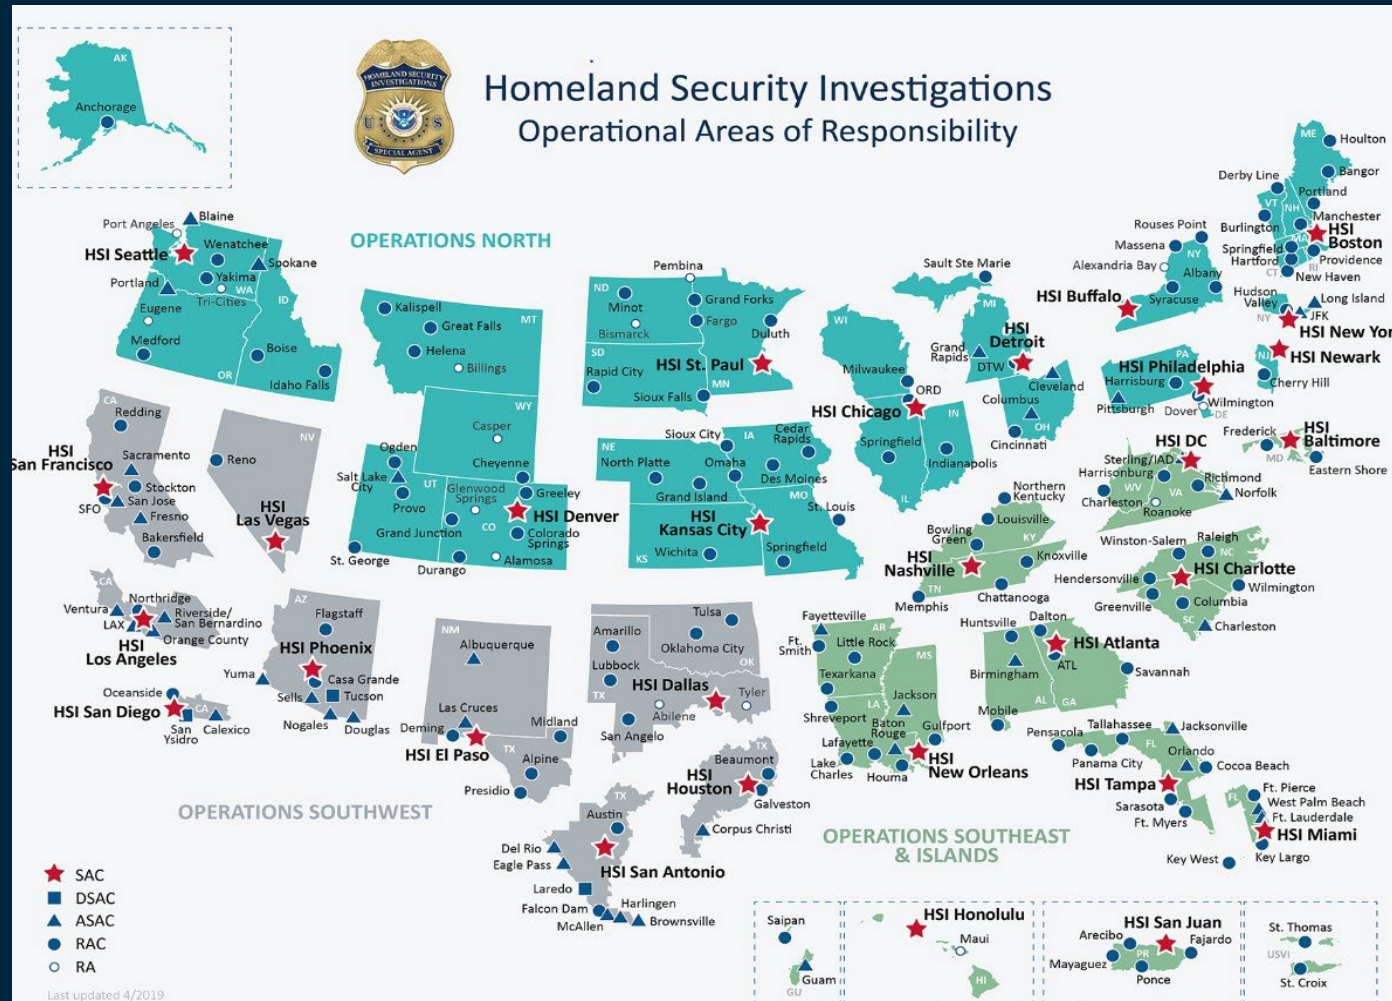 AK
Anchorage
HOMELAND SECURITY
INVESTIGATIONS
U S
SPECIAL AGENT
Homeland Security Investigations
Operational Areas of Responsibility
OPERATIONS NORTH
Blaine
Port Angeles
Wenatchee
HSI Seattle
Spokane
Yakima
Portland
WA
Tri-Cities
ID
Eugene
Medford
Boise
Idaho Falls
OR
Kalispell
MT
Great Falls
Helena
Billings
WY
Casper
Cheyenne
Ogden
Salt Lake
City
UT
Provo
Glenwood
Springs
Greeley
HSI Denver
CO
Grand Junction
Colorado
Springs
St. George
Durango
Alamosa
Pembina
ND
Minot
Grand Forks
Bismarck
Fargo
Duluth
SD
Rapid City
HSI St. Paul
MN
Sioux Falls
Sioux City
IA
Cedar
Rapids
NE
North Platte
Omaha
Des Moines
Grand Island
MO
HSI
Kansas City
St. Louis
KS
Wichita
Springfield
Sault Ste Marie
WI
MI
HSI
Detroit
Grand
Rapids
DTW
Milwaukee
ORD
Cleveland
Columbus
HSI Chicago
IN
OH
Springfield
Cincinnati
Indianapolis
IL
ME
Houlton
Derby Line
Bangor
VT
NH
Portland
Rouses Point
Manchester
Burlington
HSI
Boston
MA
Massena
NY
Springfield
Providence
Alexandria Bay
Hartford
CT
RI
Albany
New Haven
Syracuse
HSI Buffalo
Hudson
Valley
Long Island
NY
JFK
HSI New York
NJ
HSI Newark
PA
HSI Philadelphia
Cherry Hill
Harrisburg
Pittsburgh
Wilmington
Dover
DE
CA
Redding
NV
HSI
San Francisco
Sacramento
Reno
Stockton
San Jose
SFO
Fresno
HSI
Las Vegas
Bakersfield
CA
Northridge
Ventura
Riverside/
San Bernardino
LAX
Orange County
HSI
Los Angeles
Oceanside
HSI San Diego
CA
San
Ysidro
Calexico
AZ
Flagstaff
HSI Phoenix
Yuma
Casa Grande
Sells
Tucson
Nogales
Douglas
NM
Albuquerque
Las Cruces
Deming
Midland
HSI El Paso
TX
Alpine
Presidio
Tulsa
Amarillo
Oklahoma City
Lubbock
OK
HSI Dallas
TX
Tyler
Abilene
San Angelo
HSI
Houston
TX
Beaumont
Galveston
Corpus Christi
TX
Austin
Del Rio
Eagle Pass
HSI San Antonio
Laredo
Falcon Dam
Harlingen
McAllen
Brownsville
OPERATIONS SOUTHWEST
HSI
Baltimore
Frederick
MD
Eastern Shore
HSI DC
Sterling/IAD
Harrisonburg
Richmond
WV
VA
Charleston
Norfolk
Roanoke
Northern
Kentucky
Louisville
Bowling
Green
KY
HSI
Nashville
Knoxville
TN
Chattanooga
Memphis
Raleigh
Winston-Salem
NC
HSI Charlotte
Hendersonville
Wilmington
Greenville
Columbia
SC
Charleston
Fayetteville
AR
Ft.
Smith
Little Rock
MS
Texarkana
LA
Jackson
Shreveport
Baton
Rouge
Gulfport
Lafayette
HSI
New Orleans
Lake
Charles
Houma
Huntsville
Dalton
HSI Atlanta
ATL
Birmingham
Savannah
AL
GA
Mobile
Tallahassee
Jacksonville
Pensacola
FL
Orlando
Panama City
Cocoa Beach
HSI Tampa
Sarasota
Ft. Myers
FL
Ft. Pierce
West Palm Beach
Ft. Lauderdale
HSI Miami
Key West
Key Largo
OPERATIONS SOUTHEAST
& ISLANDS
SAC
DSAC
ASAC
RAC
RA
Last updated 4/2019
Saipan
Guam
GU
HSI Honolulu
Maui
HI
HSI San Juan
Arecibo
Fajardo
PR
Mayaguez
Ponce
St. Thomas
USVI
St. Croix